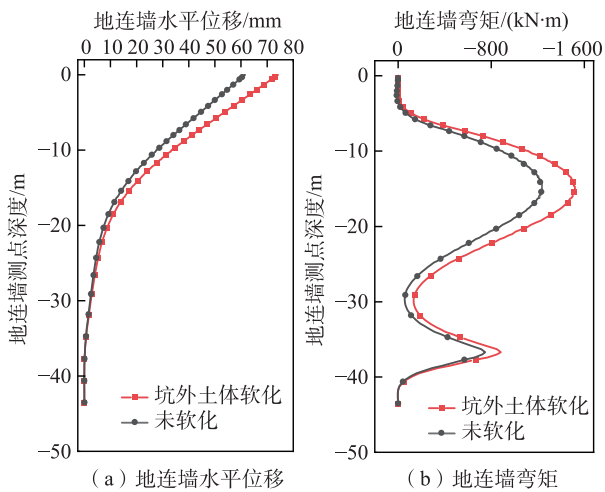 地连墙水平位移/mm
0 10 20 30 40 50 60 70 80
0
−10
−20
−30
−40
−50
地连墙测点深度/m
坑外土体软化
未软化
(a) 地连墙水平位移
地连墙弯矩/(kN·m)
0 −800 −1 600
0
−10
−20
−30
−40
−50
地连墙测点深度/m
坑外土体软化
未软化
(b) 地连墙弯矩